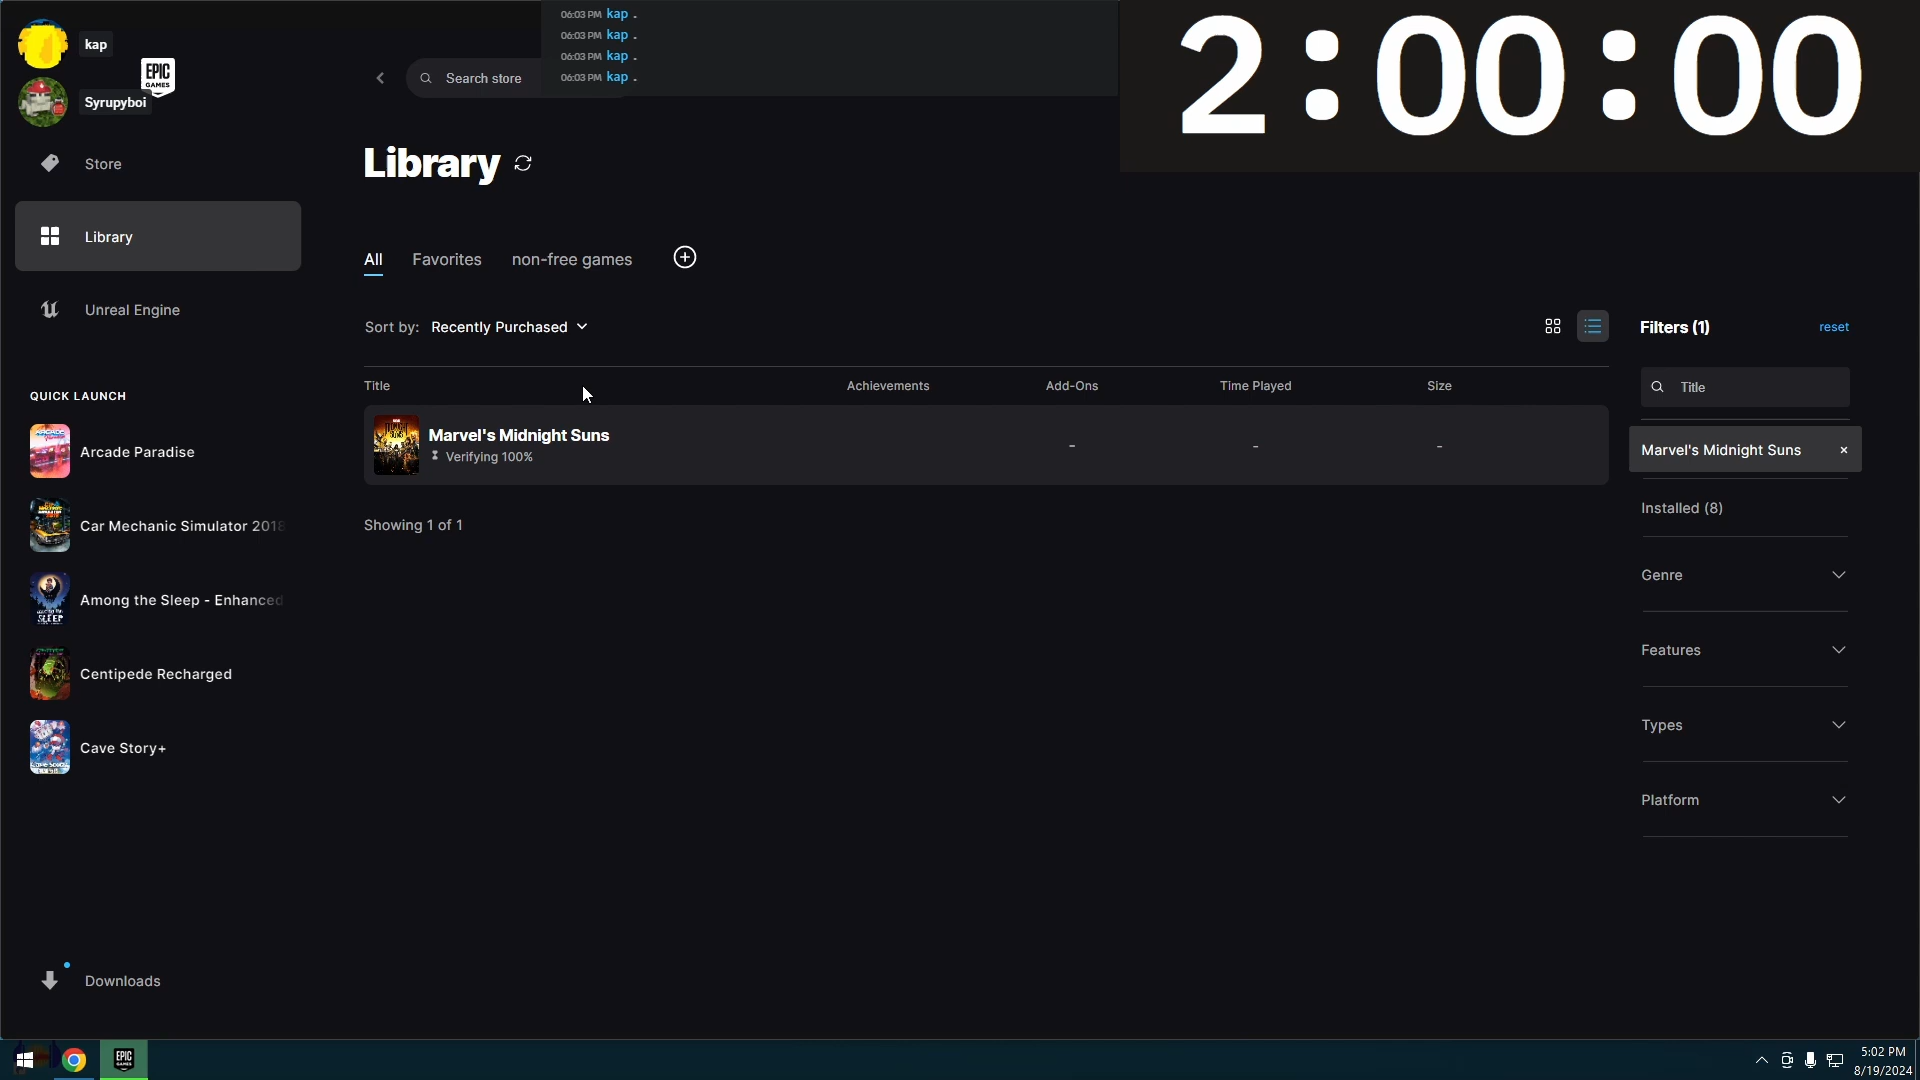 kap
Syrupyboi
EPIC
GAMES
Store
Library
Unreal Engine
QUICK LAUNCH
Arcade Paradise
Car Mechanic Simulator 2018
Among the Sleep - Enhanced
Centipede Recharged
Cave Story+
Downloads
06:03 PM kap .
06:03 PM kap .
06:03 PM kap .
06:03 PM kap .
Search store
2:00:00
Library
All Favorites non-free games
Sort by: Recently Purchased
Title Achievements Add-Ons Time Played Size
Marvel's Midnight Suns
Verifying 100%
- - -
Showing 1 of 1
Filters (1) reset
Title
Marvel's Midnight Suns ×
Installed (8)
Genre
Features
Types
Platform
EPIC
GAMES
5:02 PM
8/19/2024